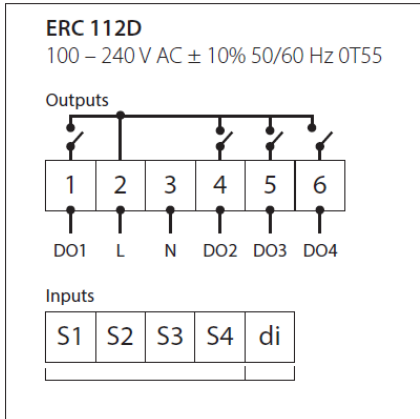 ERC 112D
100 – 240 V AC ± 10% 50/60 Hz 0T55
Outputs
1 2 3 4 5 6
DO1 L N DO2 DO3 DO4
Inputs
S1 S2 S3 S4 di